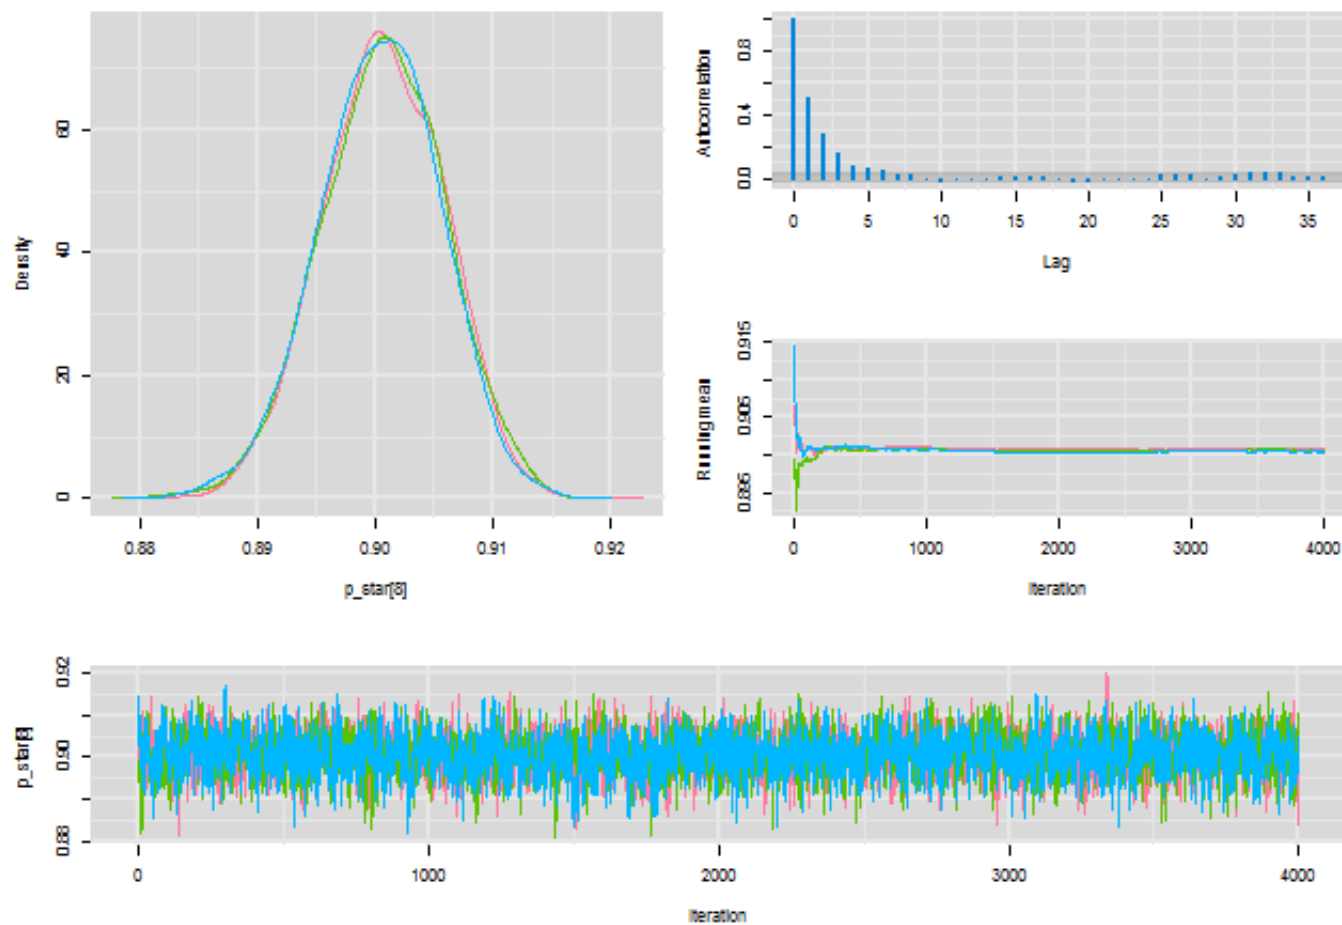 Density
60
40
20
0
0.88 0.89 0.90 0.91 0.92
p_star[8]
Autocorrelation
0.8
0.4
0.0
0 5 10 15 20 25 30 35
Lag
Running mean
0.915
0.905
0.895
0 1000 2000 3000 4000
Iteration
p_star[8]
0.92
0.90
0.88
0 1000 2000 3000 4000
Iteration